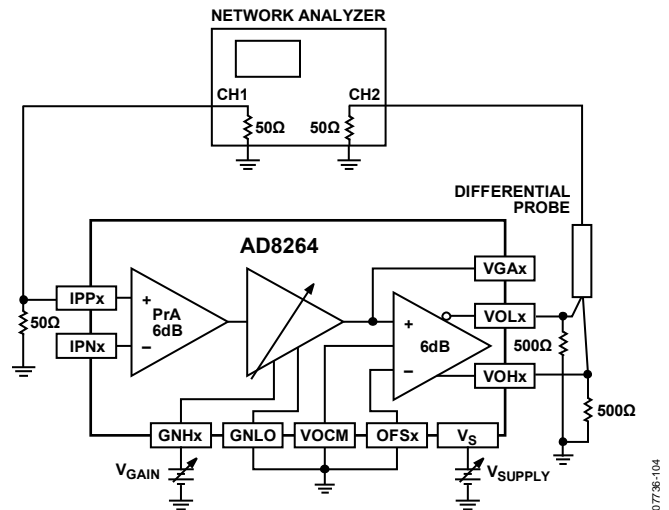 NETWORK ANALYZER
CH1
CH2
50Ω
50Ω
DIFFERENTIAL
PROBE
AD8264
VGAx
IPPx
PrA
6dB
+
−
+
−
6dB
VOLx
50Ω
IPNx
500Ω
VOHx
500Ω
GNHx
GNLO
VOCM
OFSx
VS
VGAIN
VSUPPLY
07736-104